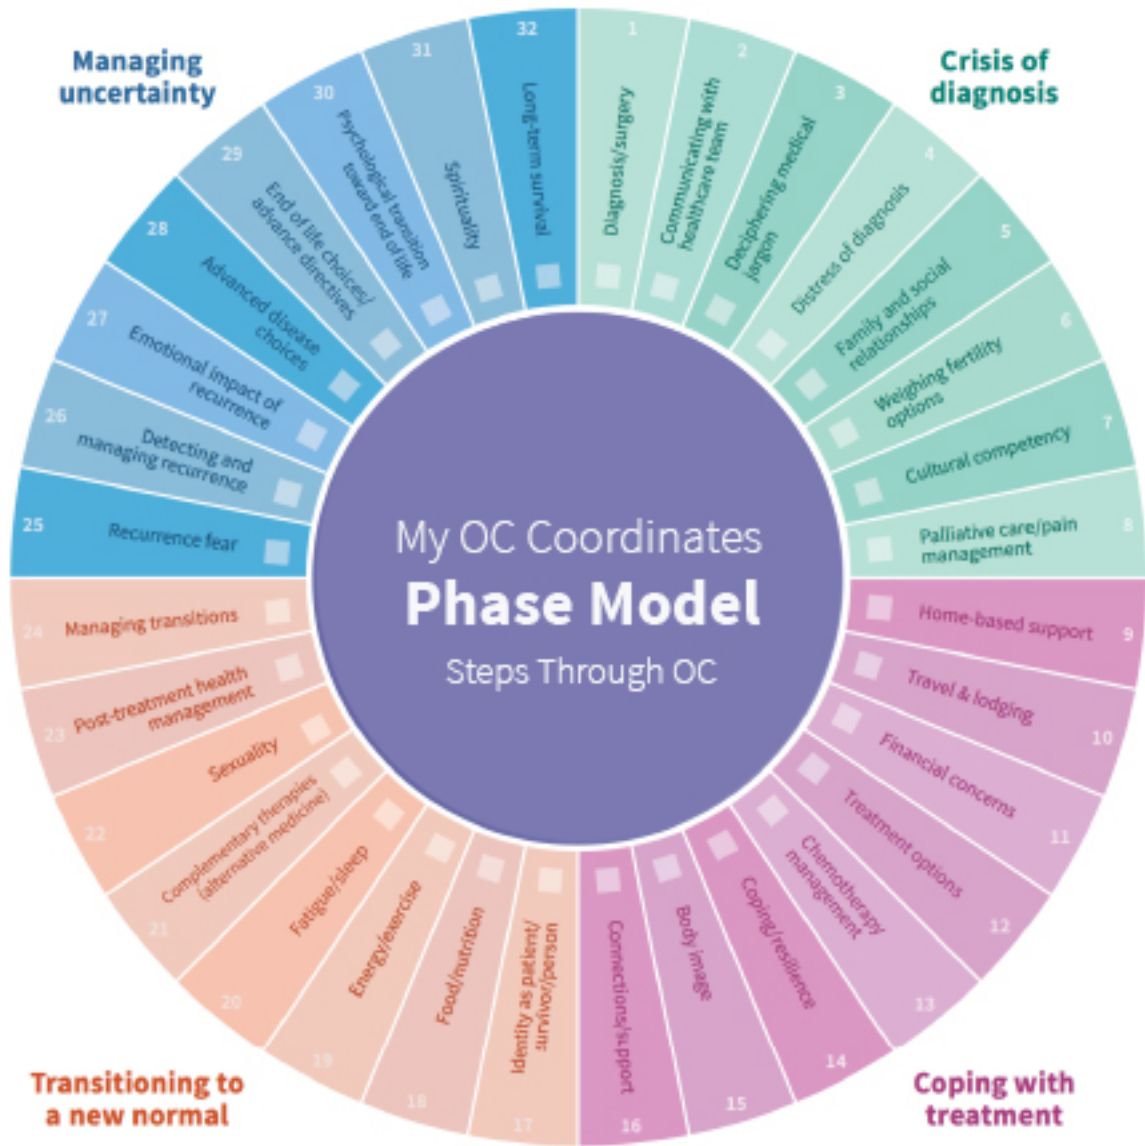 Managing
uncertainty
Crisis of
diagnosis
1
Diagnosis/surgery
2
Communicating with
healthcare team
3
Deciphering medical
jargon
4
Distress of diagnosis
5
Family and social
relationships
6
Weighing fertility
options
7
Cultural competency
8
Palliative care/pain
management
9
Home-based support
10
Travel & lodging
11
Financial concerns
12
Treatment options
13
Chemotherapy
management
14
Coping/resilience
15
Body image
16
Connections/support
17
Identity as patient/
survivor/person
18
Food/nutrition
19
Energy/exercise
20
Fatigue/sleep
21
Complementary therapies
(alternative medicine)
22
Sexuality
23
Post-treatment health
management
24
Managing transitions
25
Recurrence fear
26
Detecting and
managing recurrence
27
Emotional impact of
recurrence
28
Advanced disease
choices
29
End of life choices/
advance directives
30
Psychological transition
toward end of life
31
Spirituality
32
Long-term survival
My OC Coordinates
Phase Model
Steps Through OC
Transitioning to
a new normal
Coping with
treatment